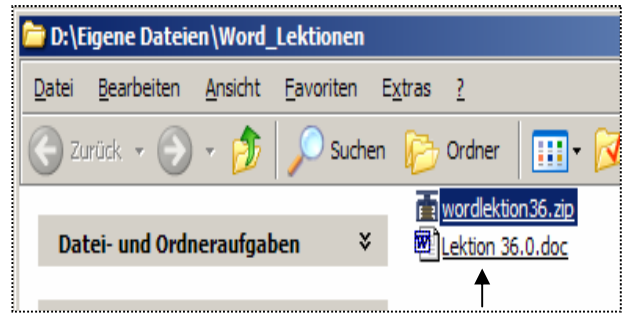 D:\Eigene Dateien\Word_Lektionen
Datei Bearbeiten Ansicht Favoriten Extras ?
Zurück Suchen Ordner
wordlektion36.zip
Datei- und Ordneraufgaben
Lektion 36.0.doc